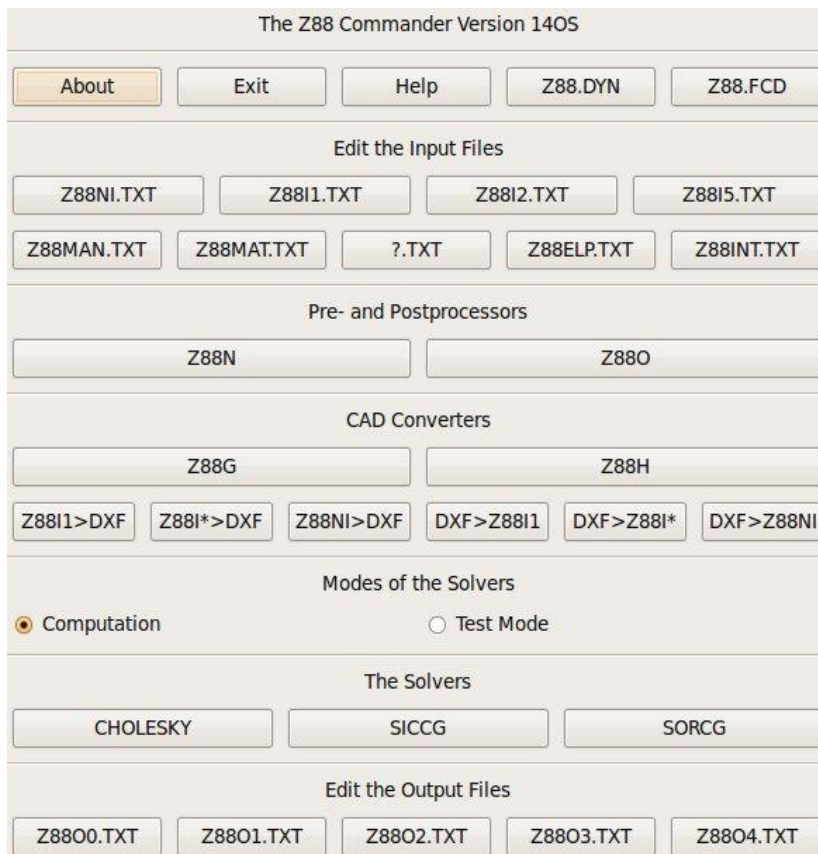 The Z88 Commander Version 14OS
About Exit Help Z88.DYN Z88.FCD
Edit the Input Files
Z88NI.TXT Z88I1.TXT Z88I2.TXT Z88I5.TXT
Z88MAN.TXT Z88MAT.TXT ?.TXT Z88ELP.TXT Z88INT.TXT
Pre- and Postprocessors
Z88N Z88O
CAD Converters
Z88G Z88H
Z88I1>DXF Z88I*>DXF Z88NI>DXF DXF>Z88I1 DXF>Z88I* DXF>Z88NI
Modes of the Solvers
Computation Test Mode
The Solvers
CHOLESKY SICCG SORCG
Edit the Output Files
Z88O0.TXT Z88O1.TXT Z88O2.TXT Z88O3.TXT Z88O4.TXT